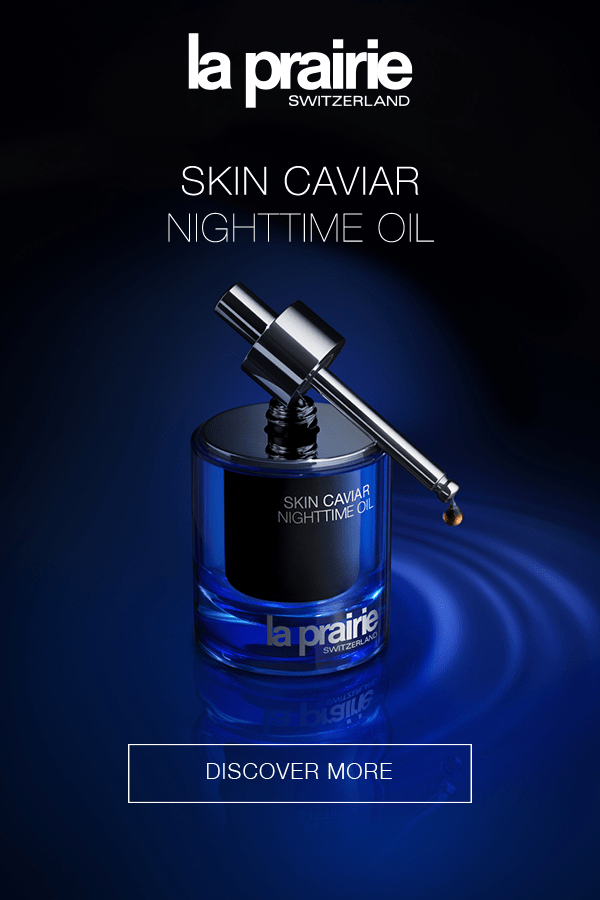 la prairie
SWITZERLAND
SKIN CAVIAR
NIGHTTIME OIL
SKIN CAVIAR
NIGHTTIME OIL
la prairie
SWITZERLAND
DISCOVER MORE